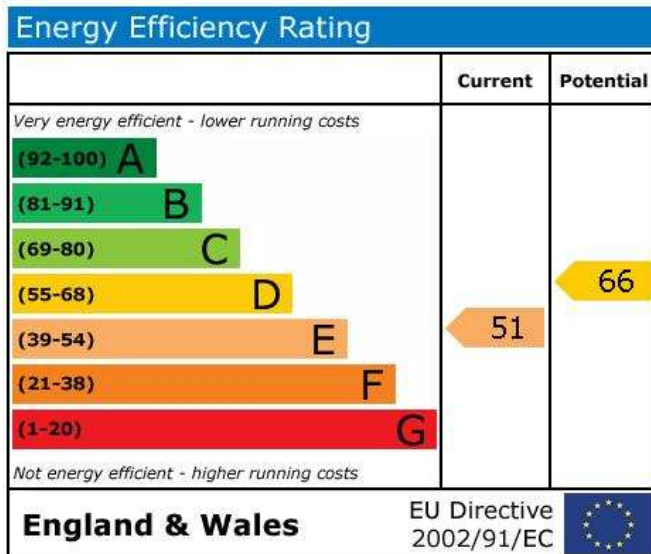 Energy Efficiency Rating
Current Potential
Very energy efficient - lower running costs
(92-100) A
(81-91) B
(69-80) C
(55-68) D
66
(39-54) E
51
(21-38) F
(1-20) G
Not energy efficient - higher running costs
England & Wales
EU Directive
2002/91/EC